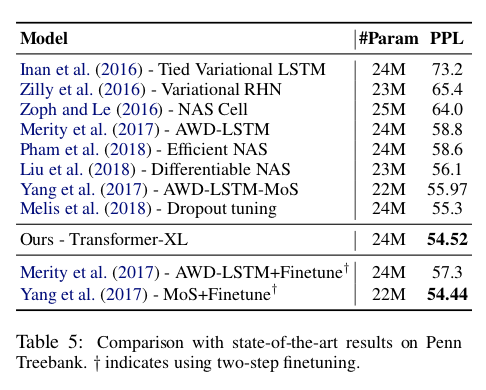 Model #Param PPL
Inan et al. (2016) - Tied Variational LSTM 24M 73.2
Zilly et al. (2016) - Variational RHN 23M 65.4
Zoph and Le (2016) - NAS Cell 25M 64.0
Merity et al. (2017) - AWD-LSTM 24M 58.8
Pham et al. (2018) - Efficient NAS 24M 58.6
Liu et al. (2018) - Differentiable NAS 23M 56.1
Yang et al. (2017) - AWD-LSTM-MoS 22M 55.97
Melis et al. (2018) - Dropout tuning 24M 55.3
Ours - Transformer-XL 24M 54.52
Merity et al. (2017) - AWD-LSTM+Finetune† 24M 57.3
Yang et al. (2017) - MoS+Finetune† 22M 54.44
Table 5: Comparison with state-of-the-art results on Penn
Treebank. † indicates using two-step finetuning.